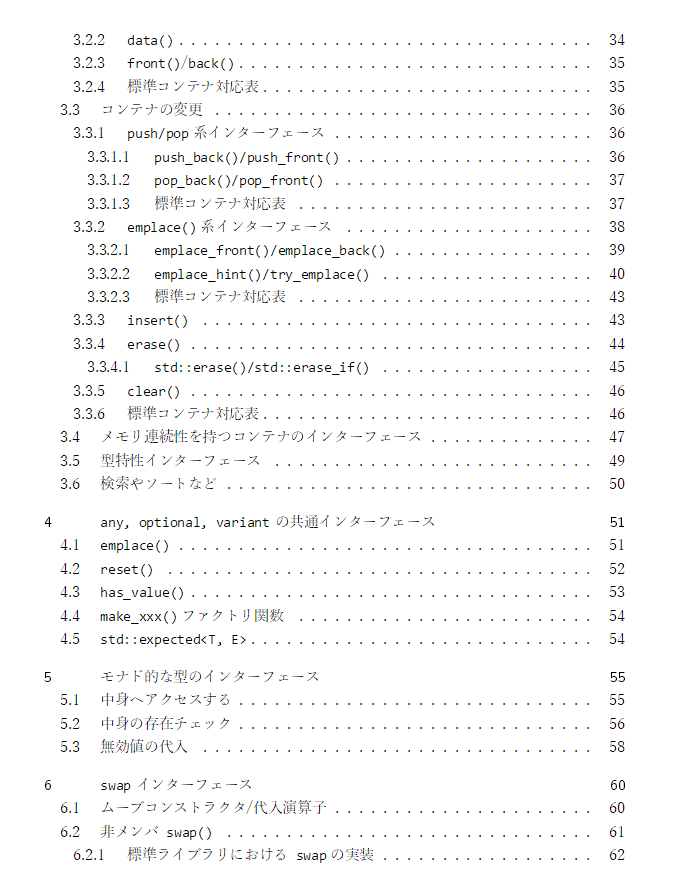 3.2.2 data() . . . . . . . . . . . . . . . . . . . . . . . . . . . . . . . . . . . 34
3.2.3 front()/back() . . . . . . . . . . . . . . . . . . . . . . . . . . . . . . 35
3.2.4 標準コンテナ対応表 . . . . . . . . . . . . . . . . . . . . . . . . . . . . 35
3.3 コンテナの変更 . . . . . . . . . . . . . . . . . . . . . . . . . . . . . . . . 36
3.3.1 push/pop 系インターフェース . . . . . . . . . . . . . . . . . . . . . . 36
3.3.1.1 push_back()/push_front() . . . . . . . . . . . . . . . . . . . . . 36
3.3.1.2 pop_back()/pop_front() . . . . . . . . . . . . . . . . . . . . . . 37
3.3.1.3 標準コンテナ対応表 . . . . . . . . . . . . . . . . . . . . . . . . . 37
3.3.2 emplace() 系インターフェース . . . . . . . . . . . . . . . . . . . . . 38
3.3.2.1 emplace_front()/emplace_back() . . . . . . . . . . . . . . . . . 39
3.3.2.2 emplace_hint()/try_emplace() . . . . . . . . . . . . . . . . . . 40
3.3.2.3 標準コンテナ対応表 . . . . . . . . . . . . . . . . . . . . . . . . . 43
3.3.3 insert() . . . . . . . . . . . . . . . . . . . . . . . . . . . . . . . . . 43
3.3.4 erase() . . . . . . . . . . . . . . . . . . . . . . . . . . . . . . . . . . 44
3.3.4.1 std::erase()/std::erase_if() . . . . . . . . . . . . . . . . . . 45
3.3.5 clear() . . . . . . . . . . . . . . . . . . . . . . . . . . . . . . . . . . 46
3.3.6 標準コンテナ対応表 . . . . . . . . . . . . . . . . . . . . . . . . . . . . 46
3.4 メモリ連続性を持つコンテナのインターフェース . . . . . . . . . . . . . . 47
3.5 型特性インターフェース . . . . . . . . . . . . . . . . . . . . . . . . . . . 49
3.6 検索やソートなど . . . . . . . . . . . . . . . . . . . . . . . . . . . . . . . 50
4 any, optional, variant の共通インターフェース 51
4.1 emplace() . . . . . . . . . . . . . . . . . . . . . . . . . . . . . . . . . . . 51
4.2 reset() . . . . . . . . . . . . . . . . . . . . . . . . . . . . . . . . . . . . 52
4.3 has_value() . . . . . . . . . . . . . . . . . . . . . . . . . . . . . . . . . . 53
4.4 make_xxx() ファクトリ関数 . . . . . . . . . . . . . . . . . . . . . . . . . 54
4.5 std::expected<T, E> . . . . . . . . . . . . . . . . . . . . . . . . . . . . . 54
5 モナド的な型のインターフェース 55
5.1 中身へアクセスする . . . . . . . . . . . . . . . . . . . . . . . . . . . . . . 55
5.2 中身の存在チェック . . . . . . . . . . . . . . . . . . . . . . . . . . . . . . 56
5.3 無効値の代入 . . . . . . . . . . . . . . . . . . . . . . . . . . . . . . . . . 58
6 swap インターフェース 60
6.1 ムーブコンストラクタ/代入演算子 . . . . . . . . . . . . . . . . . . . . . . 60
6.2 非メンバ swap() . . . . . . . . . . . . . . . . . . . . . . . . . . . . . . . 61
6.2.1 標準ライブラリにおける swap の実装 . . . . . . . . . . . . . . . . . . 62